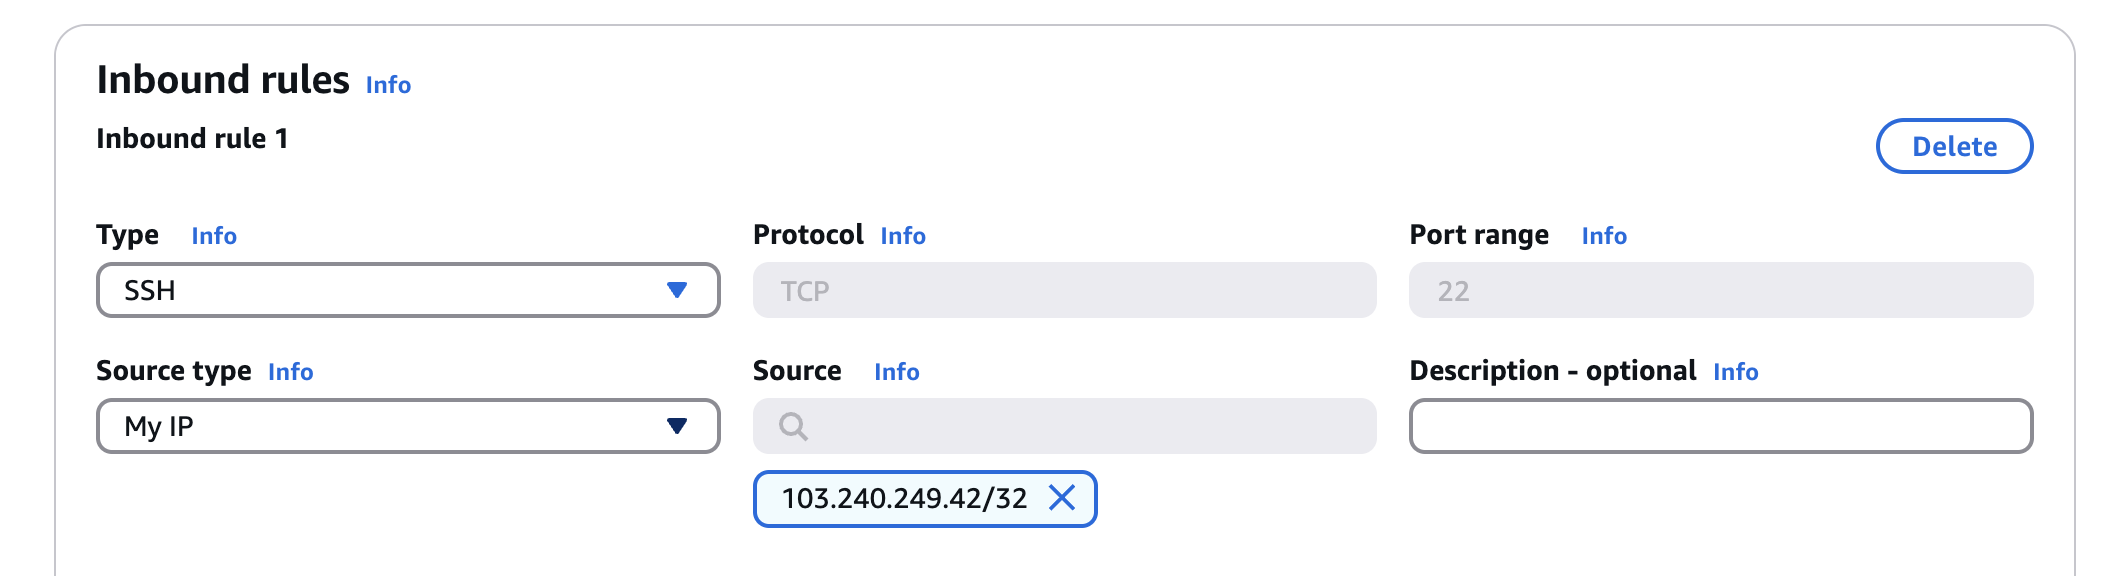 Inbound rules Info
Inbound rule 1
Delete
Type Info
Protocol Info
Port range Info
SSH
TCP
22
Source type Info
Source Info
Description - optional Info
My IP
103.240.249.42/32